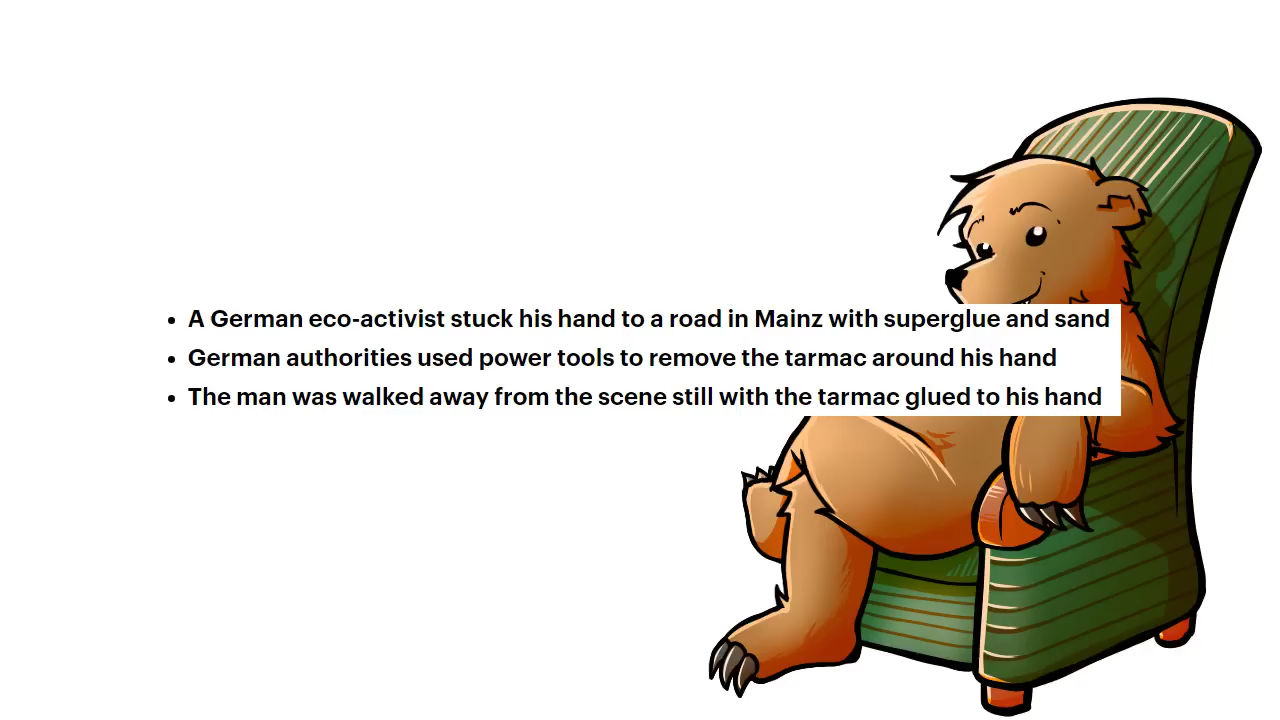 A German eco-activist stuck his hand to a road in Mainz with superglue and sand
German authorities used power tools to remove the tarmac around his hand
The man was walked away from the scene still with the tarmac glued to his hand